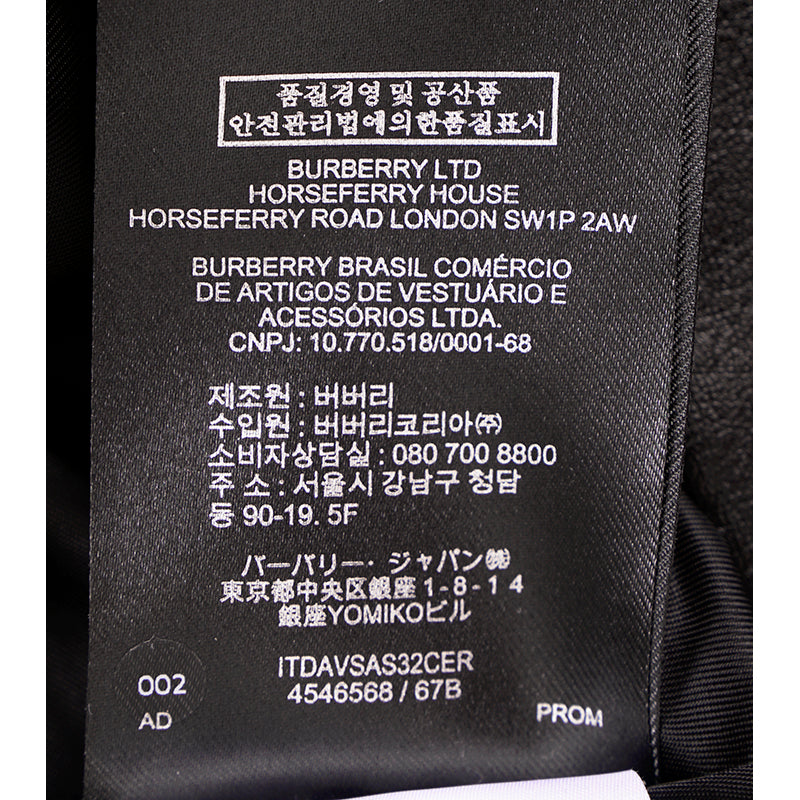 품질경영 및 공산품
안전관리법에의한품질표시
BURBERRY LTD
HORSEFERRY HOUSE
HORSEFERRY ROAD LONDON SW1P 2AW
BURBERRY BRASIL COMÉRCIO
DE ARTIGOS DE VESTUÁRIO E
ACESSÓRIOS LTDA.
CNPJ: 10.770.518/0001-68
제조원 : 버버리
수입원 : 버버리코리아㈜
소비자상담실 : 080 700 8800
주 소 : 서울시 강남구 청담
동 90-19. 5F
バーバリー・ジャパン㈱
東京都中央区銀座 1-8-14
銀座YOMIKOビル
ITDAVSAS32CER
4546568 / 67B
002
AD
PROM